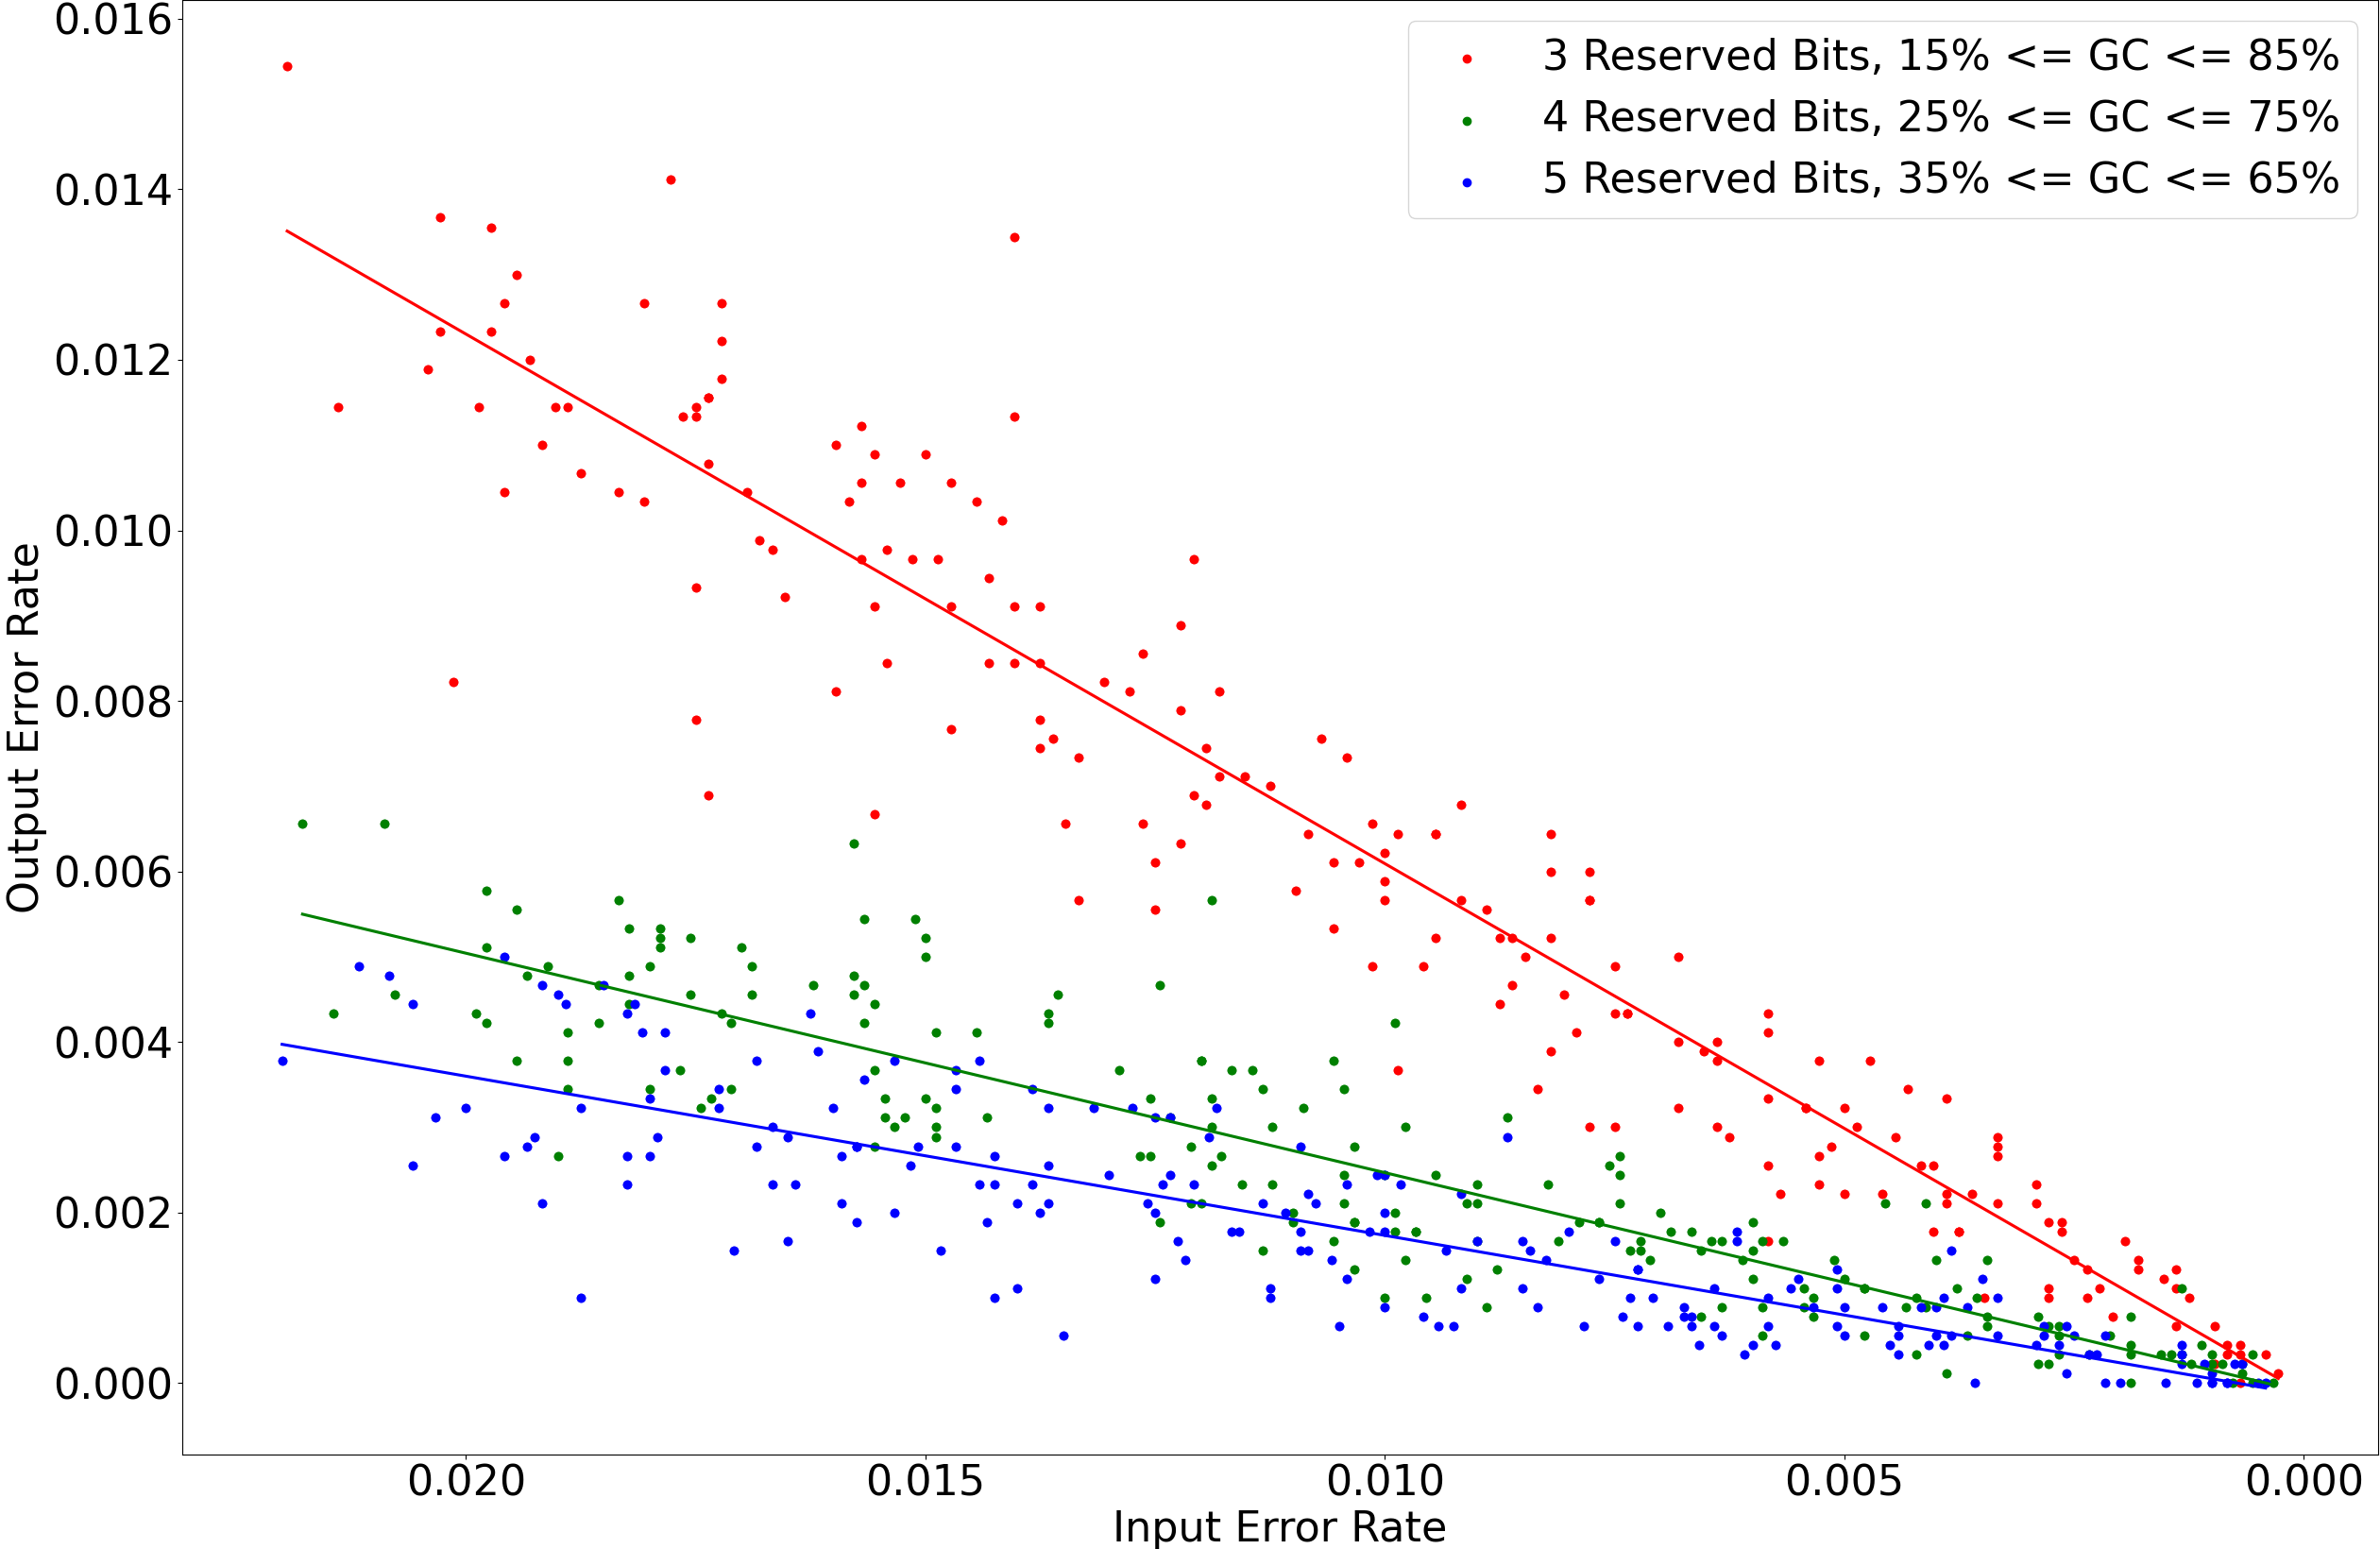 0.016
0.014
0.012
0.010
0.008
0.006
0.004
0.002
0.000
Output Error Rate
3 Reserved Bits, 15% <= GC <= 85%
4 Reserved Bits, 25% <= GC <= 75%
5 Reserved Bits, 35% <= GC <= 65%
0.020 0.015 0.010 0.005 0.000
Input Error Rate